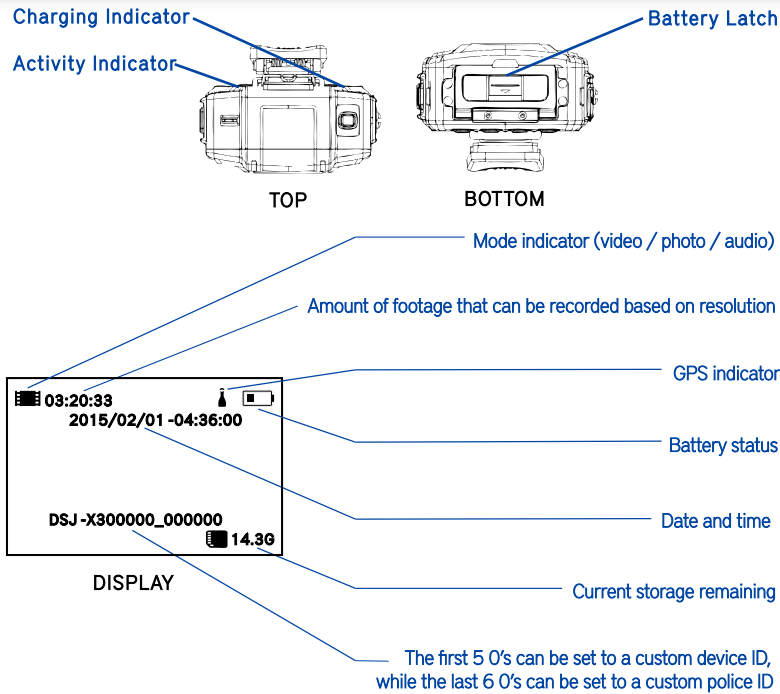 Charging Indicator
Battery Latch
Activity Indicator
TOP
BOTTOM
Mode indicator (video / photo / audio)
Amount of footage that can be recorded based on resolution
GPS indicator
03:20:33
2015/02/01 -04:36:00
Battery status
DSJ -X300000_000000
Date and time
14.3G
DISPLAY
Current storage remaining
The first 5 0's can be set to a custom device ID,
while the last 6 0's can be set to a custom police ID